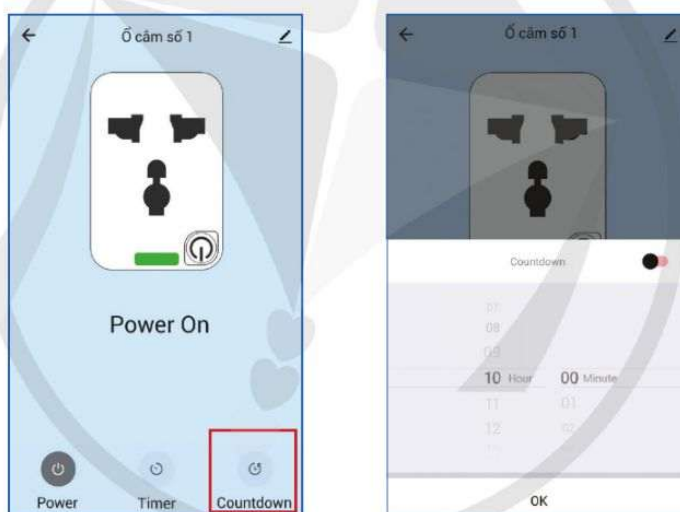 Ổ cắm số 1
Power On
Power Timer Countdown
Ổ cắm số 1
Countdown
08
09
10 Hour 00 Minute
11 01
12 02
OK